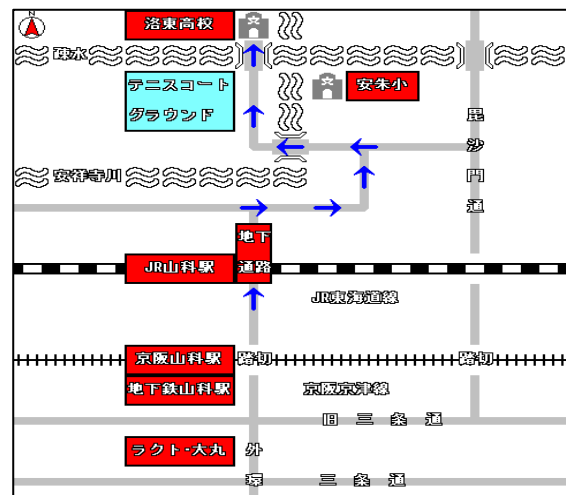 N
洛東高校
疎水
テニスコート
グラウンド
安朱小
毘沙門通
安祥寺川
地下
通路
JR山科駅
JR東海道線
京阪山科駅
踏切
踏切
地下鉄山科駅
京阪京津線
旧三条通
ラクト・大丸
外環
三条通